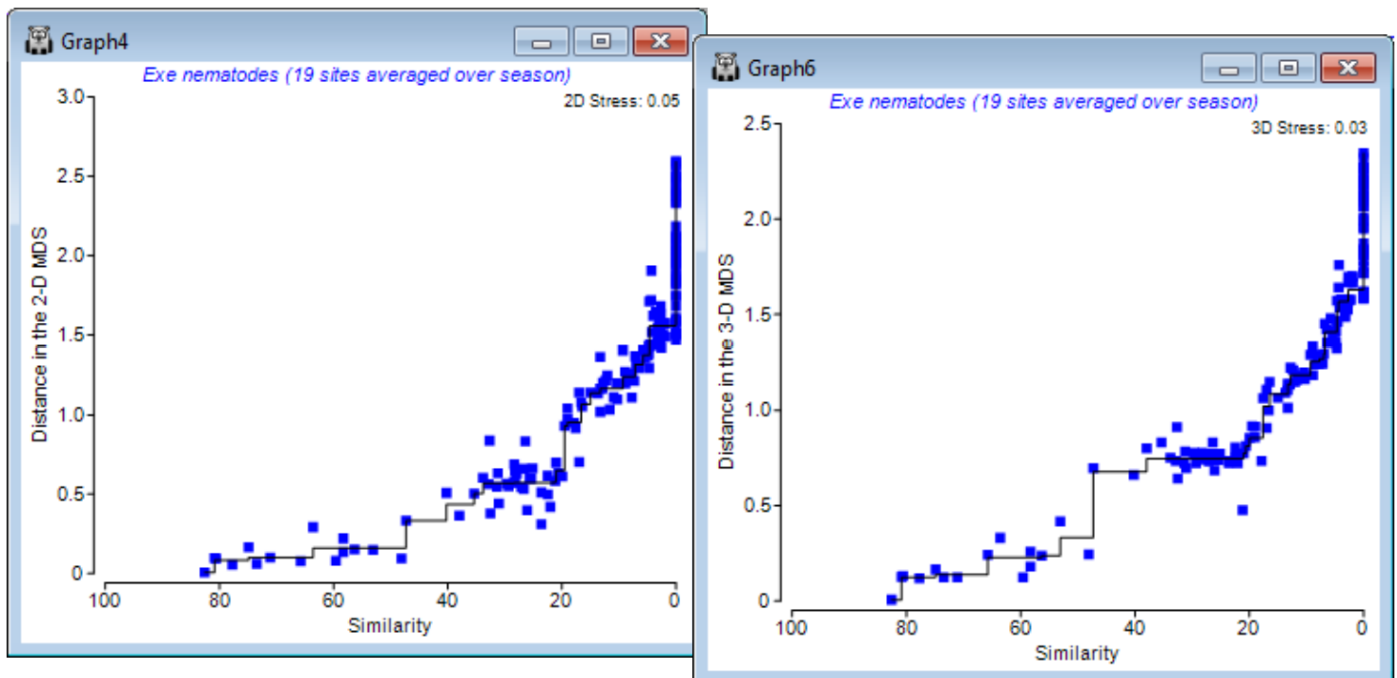 Graph4
Exe nematodes (19 sites averaged over season)
2D Stress: 0.05
3.0
2.5
2.0
1.5
1.0
0.5
0
Distance in the 2-D MDS
100 80 60 40 20 0
Similarity
Graph6
Exe nematodes (19 sites averaged over season)
3D Stress: 0.03
2.5
2.0
1.5
1.0
0.5
0
Distance in the 3-D MDS
100 80 60 40 20 0
Similarity